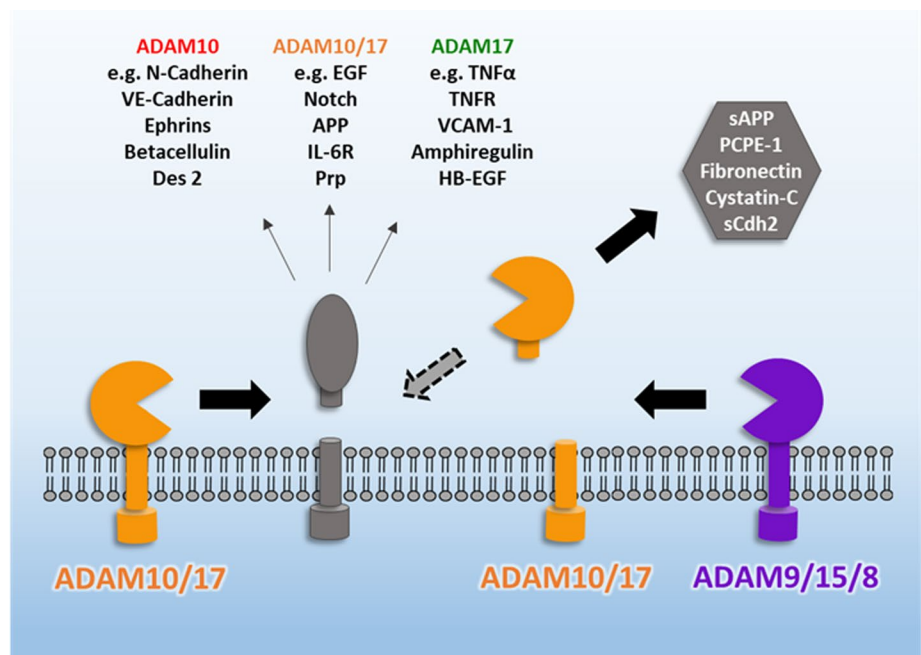 ADAM10
e.g. N-Cadherin
VE-Cadherin
Ephrins
Betacellulin
Des 2
ADAM10/17
e.g. EGF
Notch
APP
IL-6R
Prp
ADAM17
e.g. TNFα
TNFR
VCAM-1
Amphiregulin
HB-EGF
sAPP
PCPE-1
Fibronectin
Cystatin-C
sCdh2
ADAM10/17
ADAM10/17
ADAM9/15/8